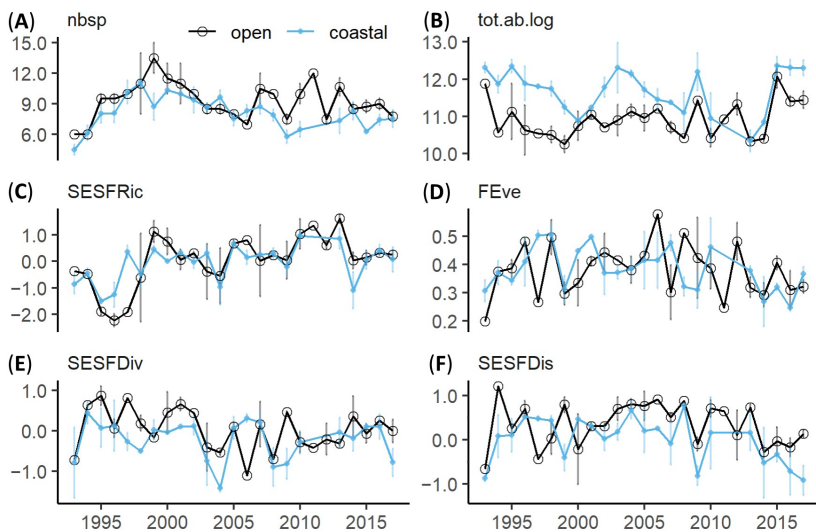 (A) nbsp
open coastal
15.0
12.0
9.0
6.0
(B) tot.ab.log
13.0
12.0
11.0
10.0
(C) SESFRic
1.0
0.0
−1.0
−2.0
(D) FEve
0.5
0.4
0.3
0.2
(E) SESFDiv
1.0
0.0
−1.0
1995 2000 2005 2010 2015
(F) SESFDis
1.0
0.0
−1.0
1995 2000 2005 2010 2015